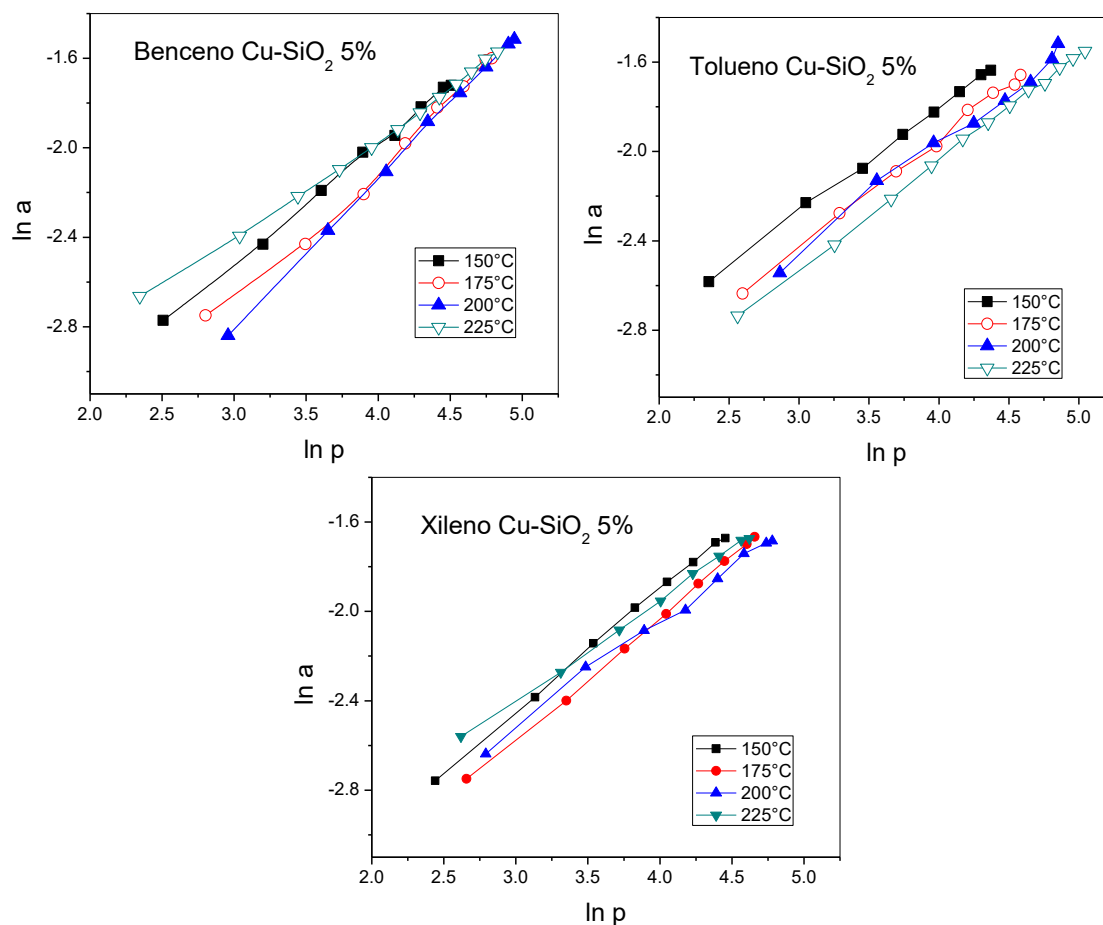 Benceno Cu-SiO2 5%
-1.6
-2.0
-2.4
-2.8
ln a
150°C
175°C
200°C
225°C
2.0 2.5 3.0 3.5 4.0 4.5 5.0
ln p
Tolueno Cu-SiO2 5%
-1.6
-2.0
-2.4
-2.8
ln a
150°C
175°C
200°C
225°C
2.0 2.5 3.0 3.5 4.0 4.5 5.0
ln p
Xileno Cu-SiO2 5%
-1.6
-2.0
-2.4
-2.8
ln a
150°C
175°C
200°C
225°C
2.0 2.5 3.0 3.5 4.0 4.5 5.0
ln p